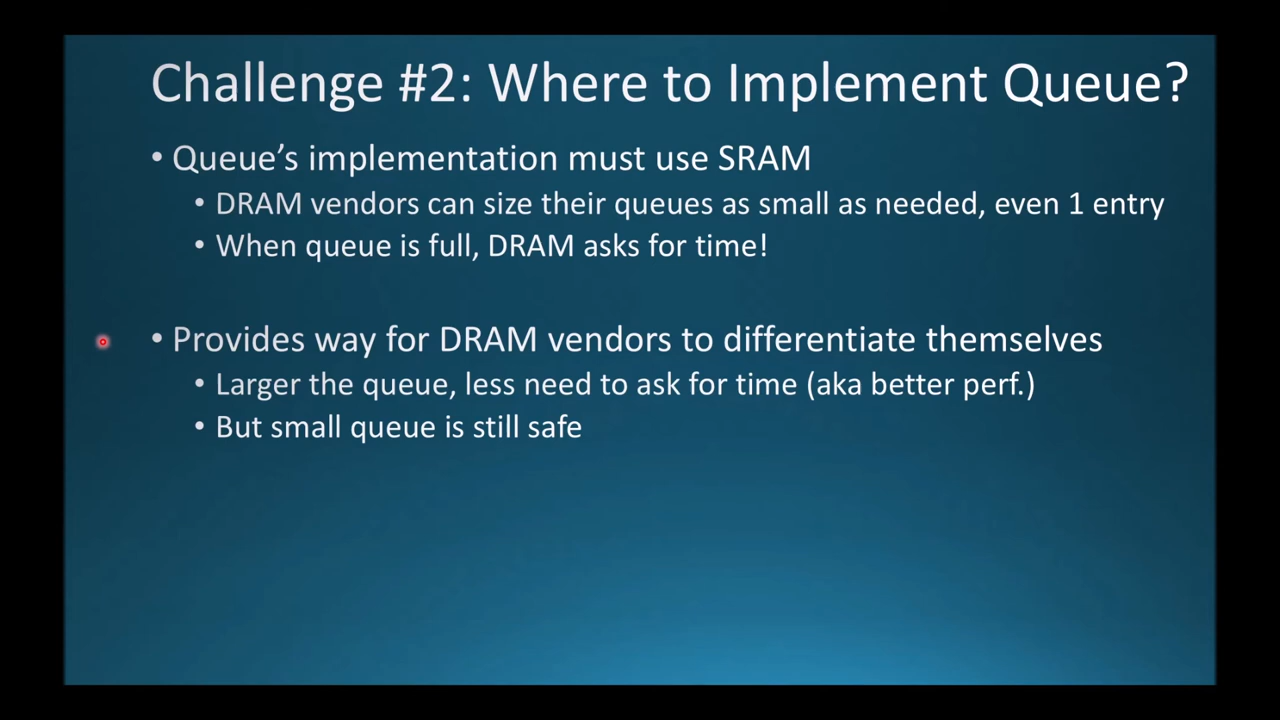 Challenge #2: Where to Implement Queue?
• Queue’s implementation must use SRAM
• DRAM vendors can size their queues as small as needed, even 1 entry
• When queue is full, DRAM asks for time!
• Provides way for DRAM vendors to differentiate themselves
• Larger the queue, less need to ask for time (aka better perf.)
• But small queue is still safe